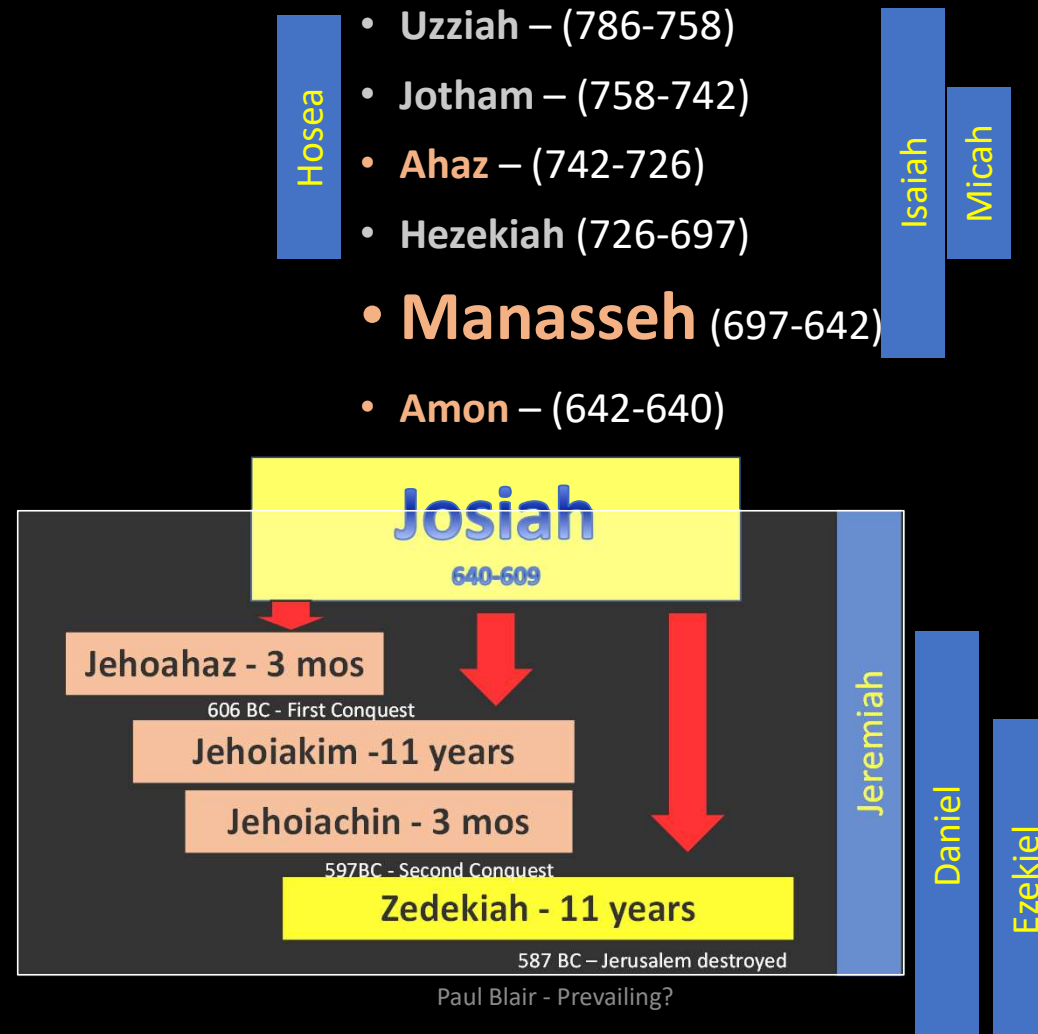 • Uzziah – (786-758)
• Jotham – (758-742)
• Ahaz – (742-726)
• Hezekiah (726-697)
• Manasseh (697-642)
• Amon – (642-640)
Hosea
Isaiah
Micah
Josiah
640-609
Jehoahaz - 3 mos
606 BC - First Conquest
Jehoiakim -11 years
Jehoiachin - 3 mos
597BC - Second Conquest
Zedekiah - 11 years
587 BC – Jerusalem destroyed
Jeremiah
Daniel
Ezekiel
Paul Blair - Prevailing?